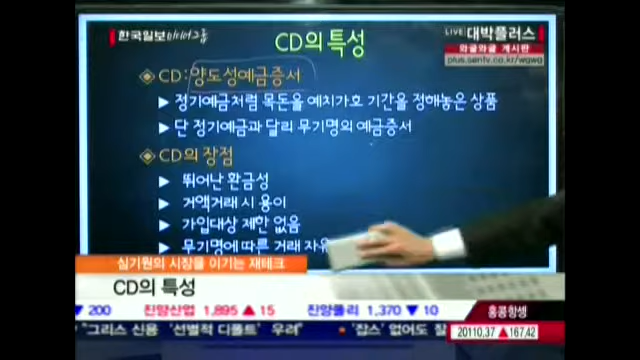 한국일보 미디어그룹
LIVE 대박플러스
와글와글 게시판
plus.sentv.co.kr/wgwg
CD의 특성
CD: 양도성예금증서
정기예금처럼 목돈을 예치가호 기간을 정해놓은 상품
단 정기예금과 달리 무기명의 예금증서
CD의 장점
뛰어난 환금성
거액거래 시 용이
가입대상 제한 없음
무기명에 따른 거래 자유
심기원의 시장을 이기는 재테크
CD의 특성
▼ 200 진양산업 1,895 ▲ 15 진양폴리 1,370 ▼ 10
홍콩항셍
"그리스 신용 '선별적 디폴트' 우려" '잡스' 없어도 잘
20110,37 ▲167,42